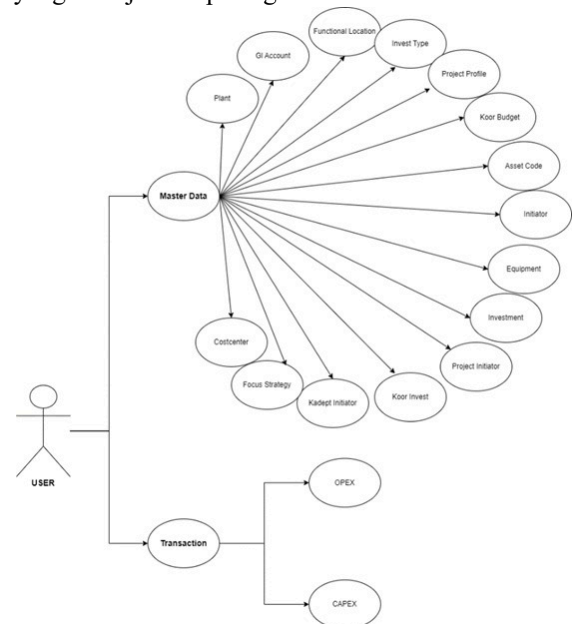 Functional Location
Invest Type
GI Account
Project Profile
Plant
Koor Budget
Asset Code
Master Data
Initiator
Equipment
Investment
Costcenter
Project Initiator
Focus Strategy
Kadept Initiator
Koor Invest
USER
OPEX
Transaction
CAPEX